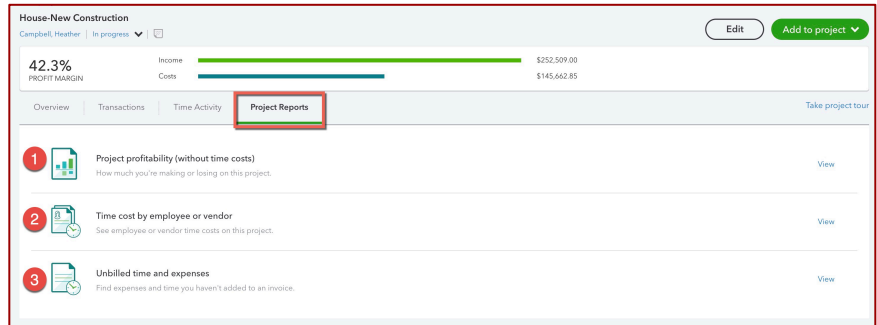 House-New Construction
Campbell, Heather | In progress
Edit
Add to project
42.3%
PROFIT MARGIN
Income
$252,509.00
Costs
$145,662.85
Overview
Transactions
Time Activity
Project Reports
Take project tour
1
Project profitability (without time costs)
How much you're making or losing on this project.
View
2
Time cost by employee or vendor
See employee or vendor time costs on this project.
View
3
Unbilled time and expenses
Find expenses and time you haven't added to an invoice.
View